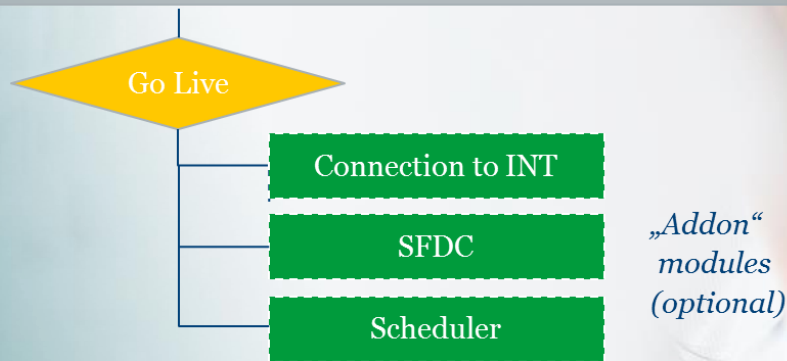 Go Live
Connection to INT
SFDC
Scheduler
„Addon“
modules
(optional)